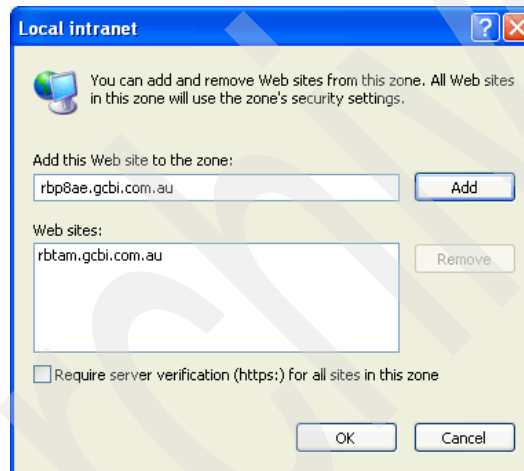 Local intranet
You can add and remove Web sites from this zone. All Web sites
in this zone will use the zone's security settings.
Add this Web site to the zone:
rbp8ae.gcbi.com.au
Add
Web sites:
rbtam.gcbi.com.au
Remove
Require server verification (https:) for all sites in this zone
OK
Cancel